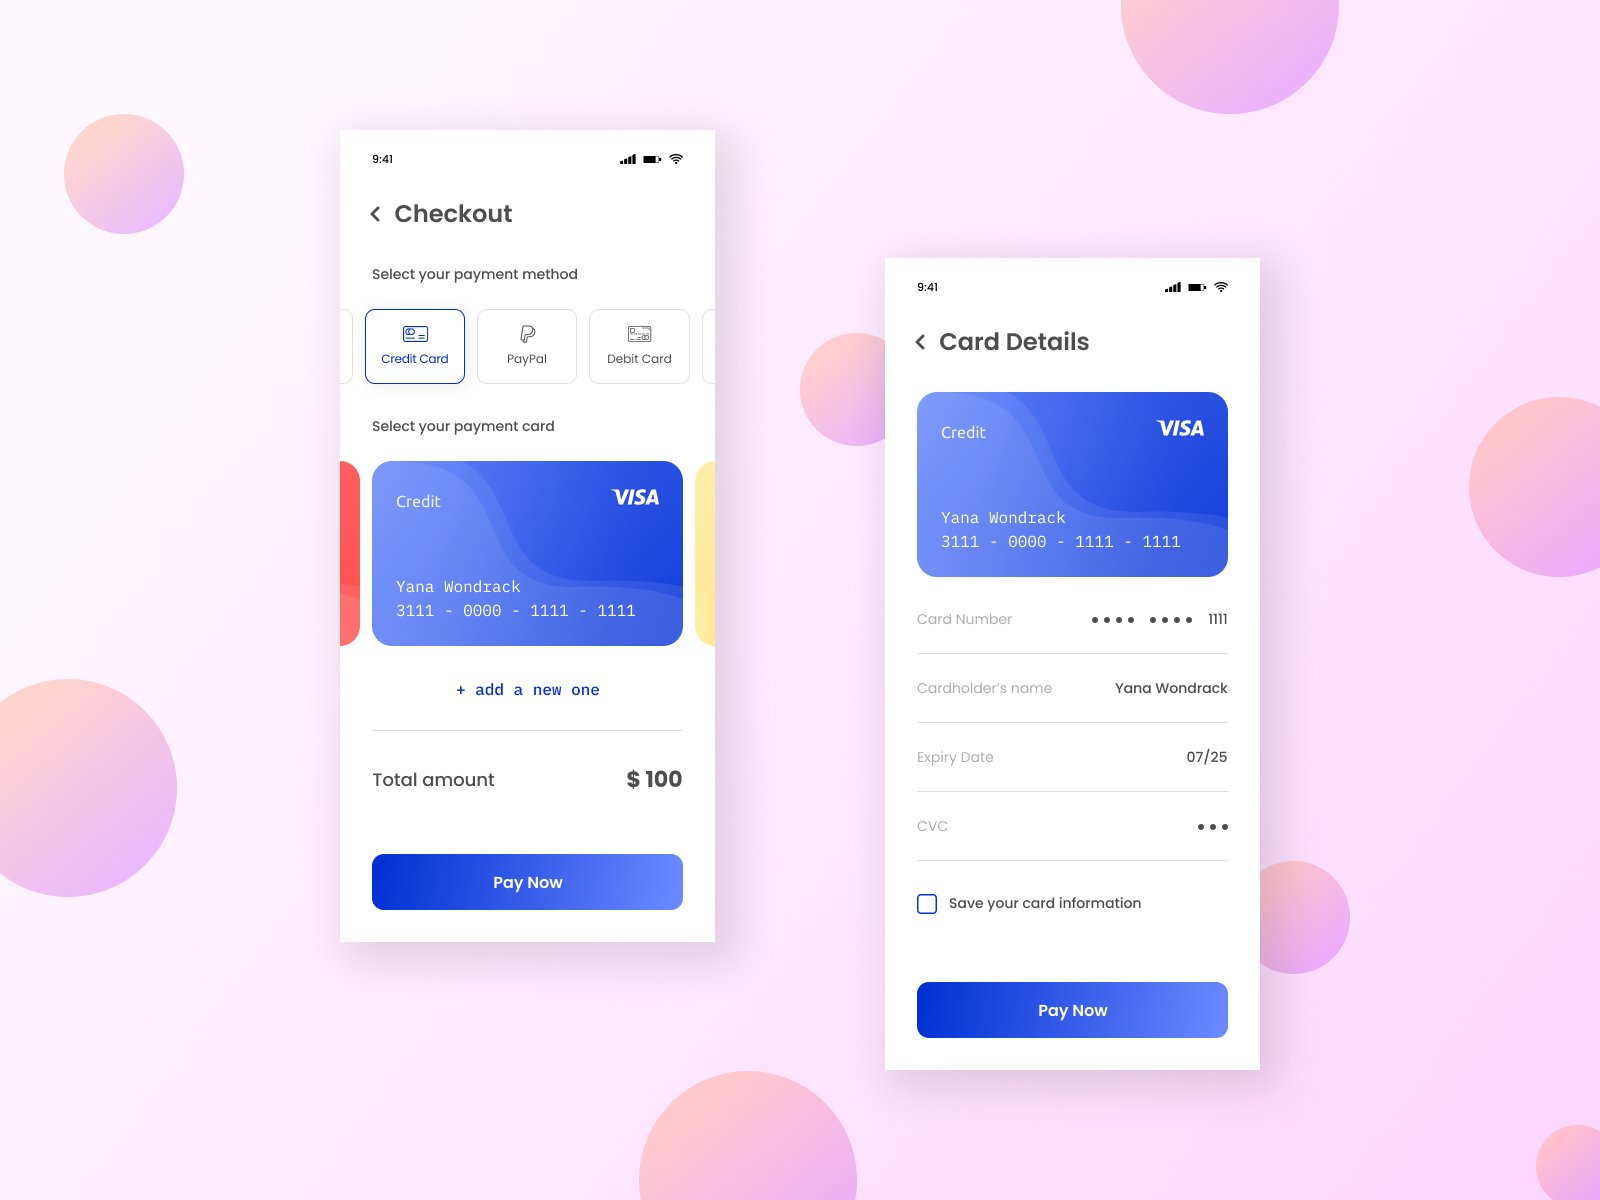 9:41
Checkout
Select your payment method
Credit Card
PayPal
Debit Card
Select your payment card
Credit
VISA
Yana Wondrack
3111 - 0000 - 1111 - 1111
+ add a new one
Total amount
$ 100
Pay Now
9:41
Card Details
Credit
VISA
Yana Wondrack
3111 - 0000 - 1111 - 1111
Card Number
•••• •••• 1111
Cardholder’s name
Yana Wondrack
Expiry Date
07/25
CVC
•••
Save your card information
Pay Now